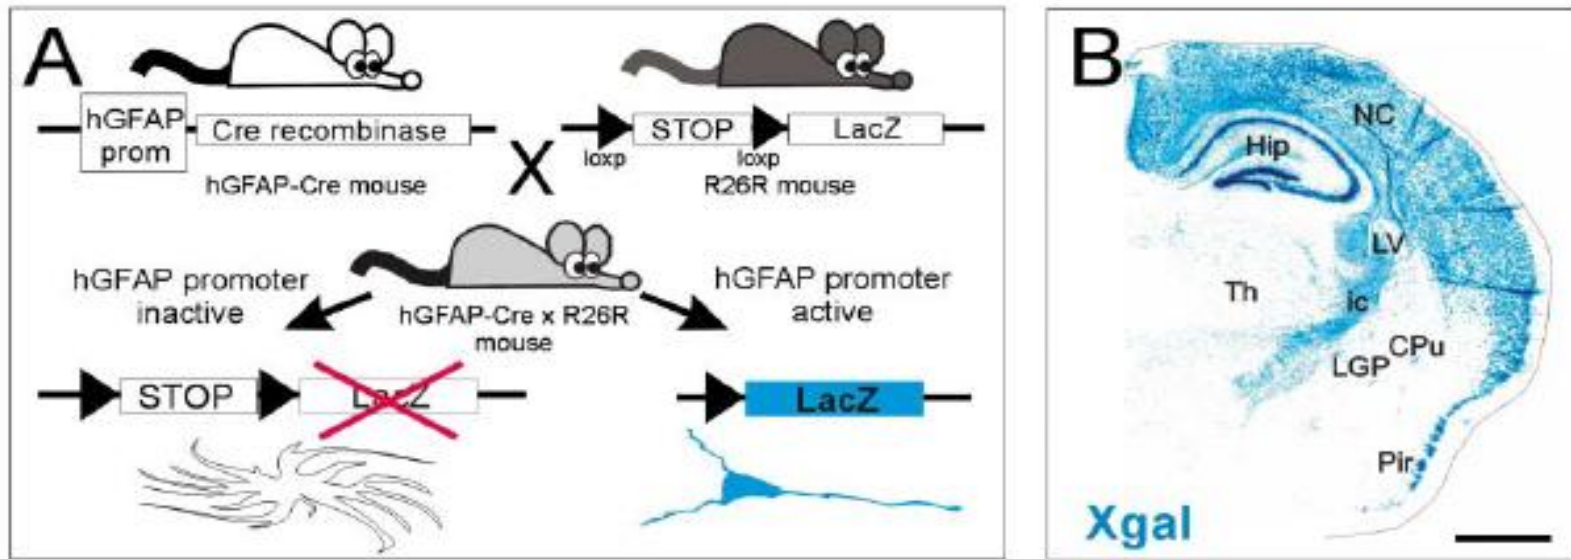 A
hGFAP prom
Cre recombinase
hGFAP-Cre mouse
X
STOP
LacZ
loxp
loxp
R26R mouse
hGFAP promoter
inactive
hGFAP-Cre x R26R
mouse
hGFAP promoter
active
STOP
LacZ
LacZ
B
NC
Hip
LV
Th
ic
CPu
LGP
Pir
Xgal